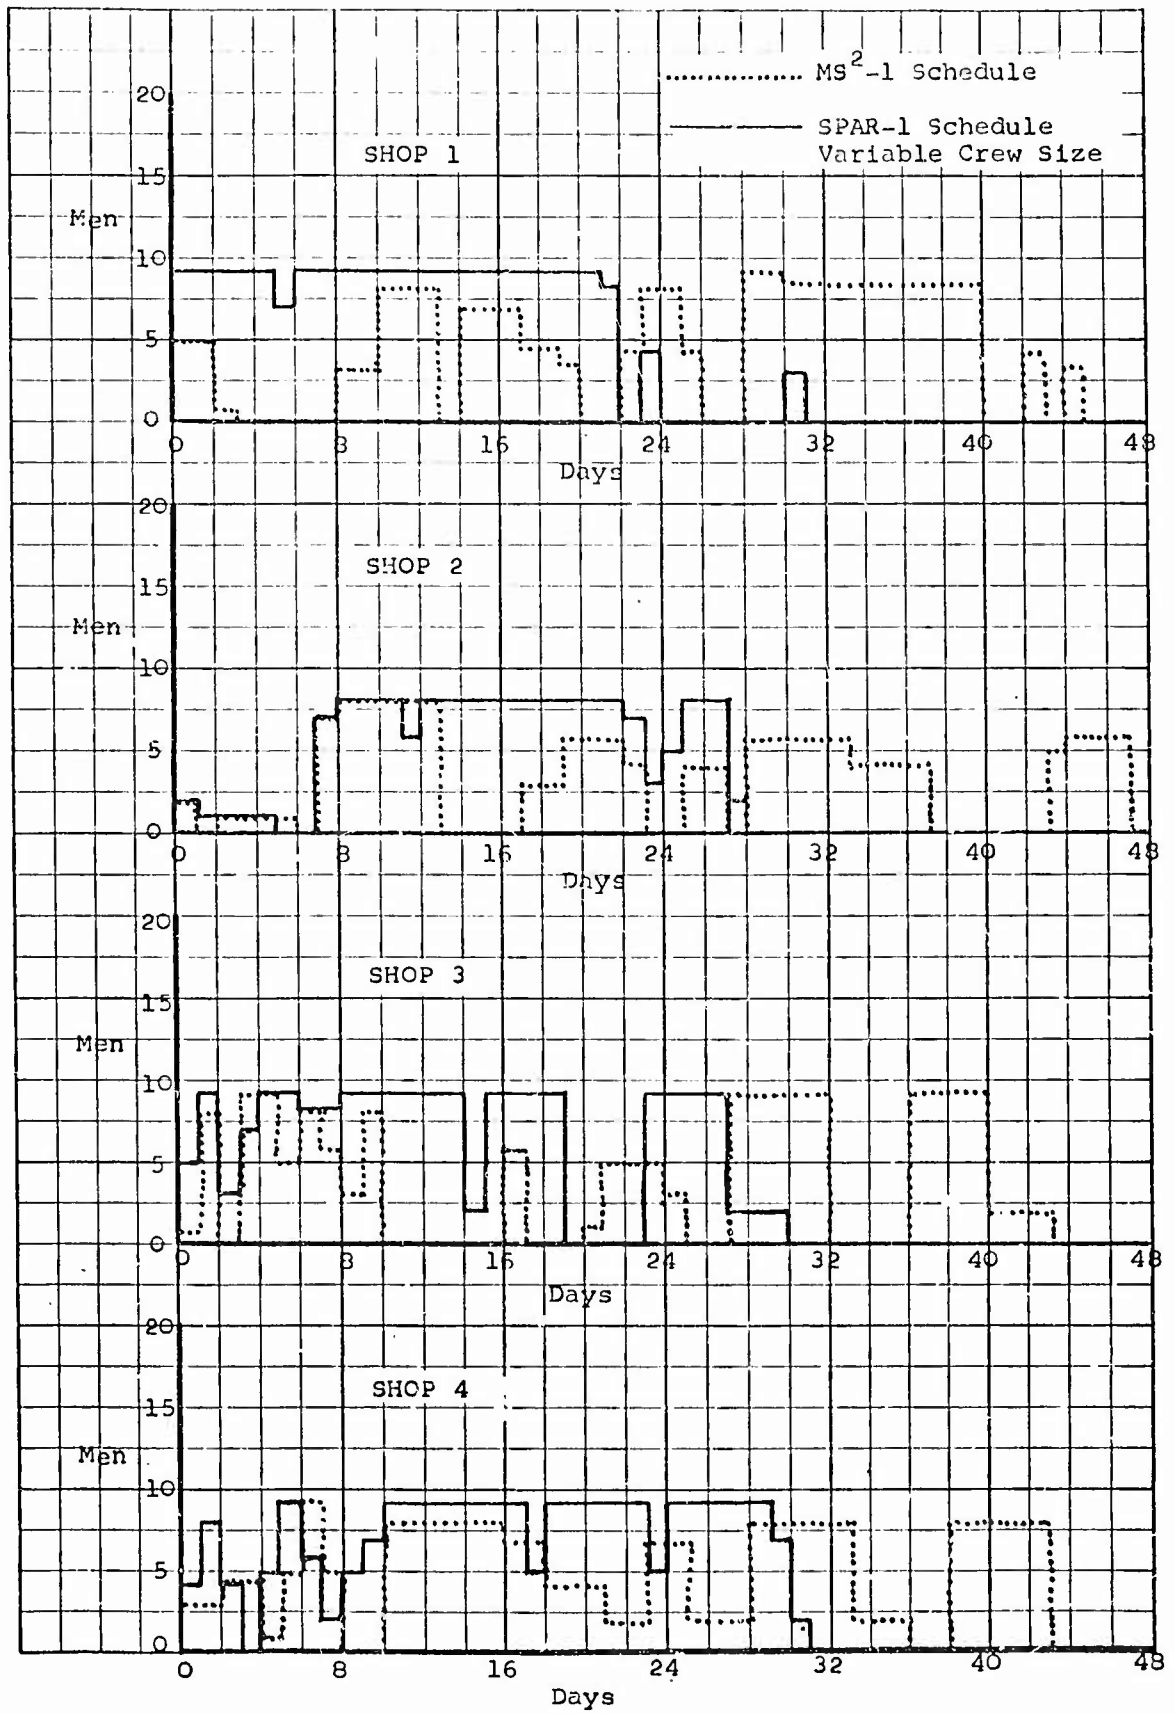 MS²-1 Schedule
SPAR-1 Schedule
Variable Crew Size
20
SHOP 1
15
Men
10
5
0
0 8 16 24 32 40 48
Days
20
SHOP 2
15
Men
10
5
0
0 8 16 24 32 40 48
Days
20
SHOP 3
15
Men
10
5
0
0 8 16 24 32 40 48
Days
20
SHOP 4
15
Men
10
5
0
0 8 16 24 32 40 48
Days